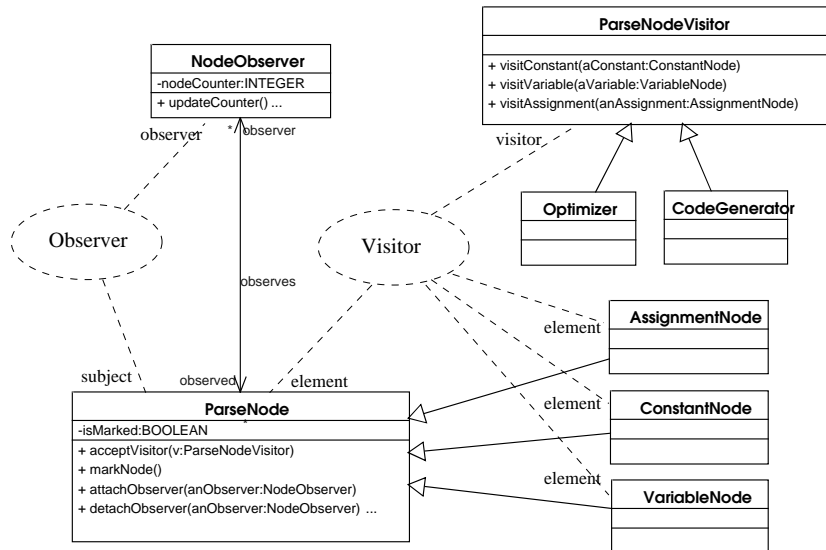 ParseNodeVisitor
+ visitConstant(aConstant:ConstantNode)
+ visitVariable(aVariable:VariableNode)
+ visitAssignment(anAssignment:AssignmentNode)
NodeObserver
-nodeCounter:INTEGER
+ updateCounter() ...
observer
* observer
visitor
Optimizer
CodeGenerator
Observer
Visitor
observes
AssignmentNode
element
subject
observed
element
ConstantNode
element
ParseNode
-isMarked:BOOLEAN
*
+ acceptVisitor(v:ParseNodeVisitor)
+ markNode()
+ attachObserver(anObserver:NodeObserver)
+ detachObserver(anObserver:NodeObserver) ...
element
VariableNode